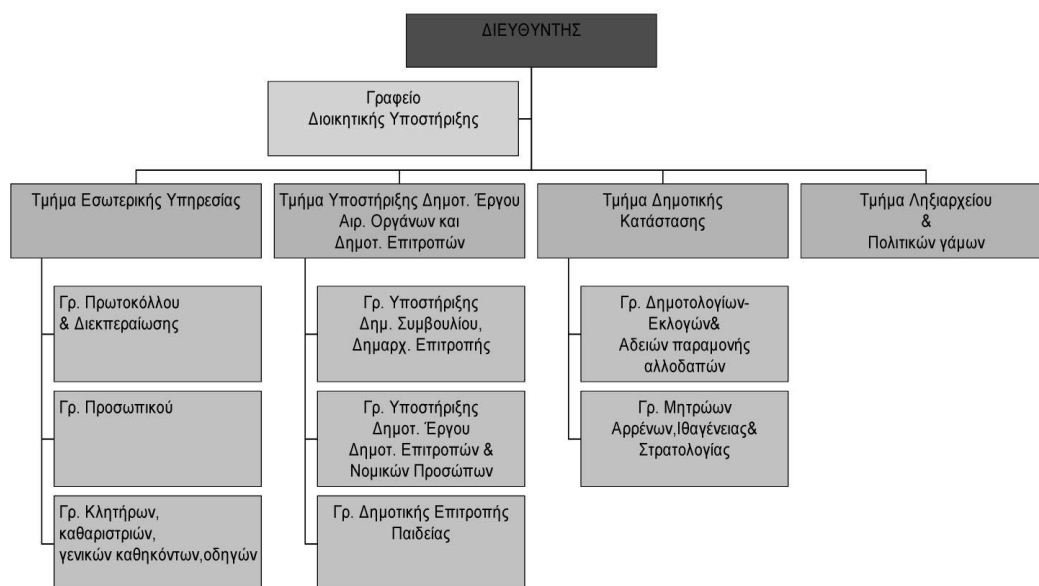 ΔΙΕΥΘΥΝΤΗΣ
Γραφείο
Διοικητικής Υποστήριξης
Τμήμα Εσωτερικής Υπηρεσίας
Τμήμα Υποστήριξης Δημοτ. Έργου
Αιρ. Οργάνων και
Δημοτ. Επιτροπών
Τμήμα Δημοτικής
Κατάστασης
Τμήμα Ληξιαρχείου
&
Πολιτικών γάμων
Γρ. Πρωτοκόλλου
& Διεκπεραίωσης
Γρ. Προσωπικού
Γρ. Κλητήρων,
καθαριστριών,
γενικών καθηκόντων,οδηγών
Γρ. Υποστήριξης
Δημ. Συμβουλίου,
Δημαρχ. Επιτροπής
Γρ. Υποστήριξης
Δημοτ. Έργου
Δημοτ. Επιτροπών &
Νομικών Προσώπων
Γρ. Δημοτικής Επιτροπής
Παιδείας
Γρ. Δημοτολογίων-
Εκλογών&
Αδειών παραμονής
αλλοδαπών
Γρ. Μητρώων
Αρρένων,Ιθαγένειας&
Στρατολογίας